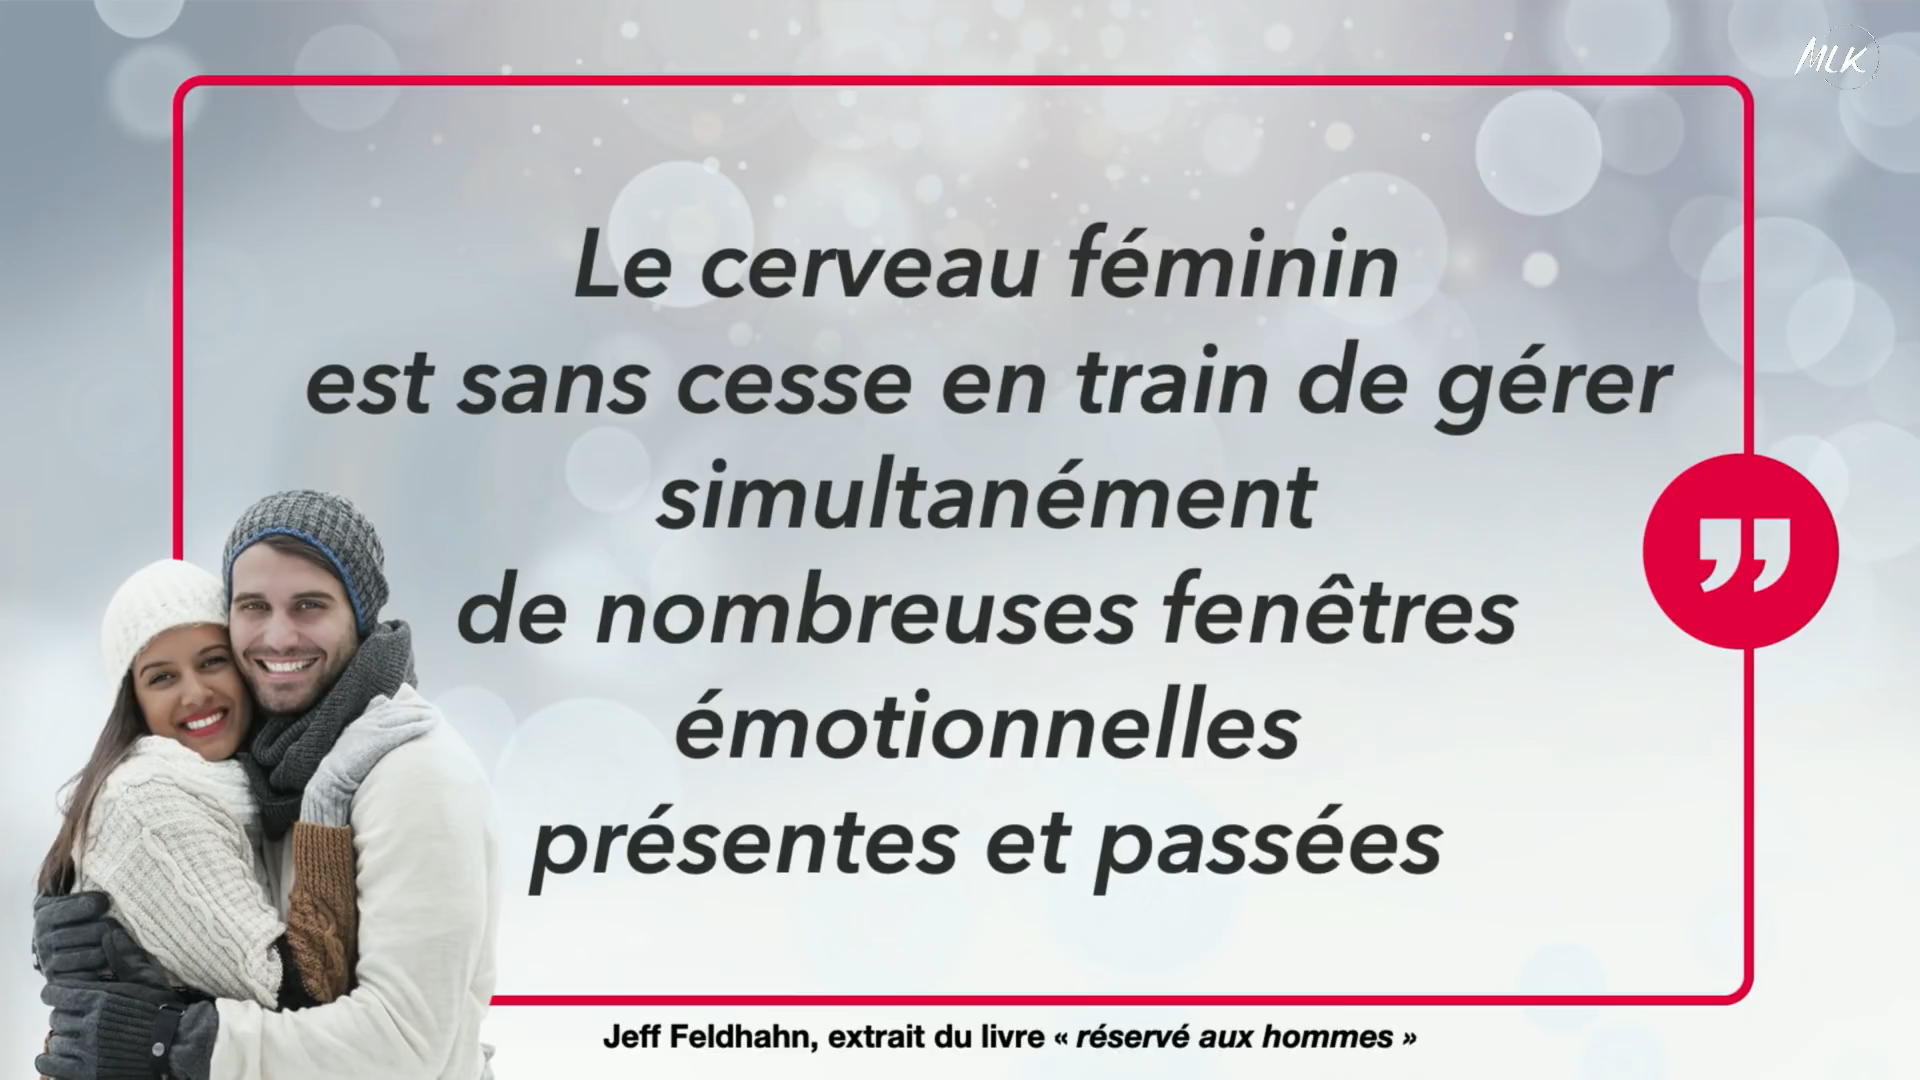 MLK
Le cerveau féminin
est sans cesse en train de gérer
simultanément
de nombreuses fenêtres
émotionnelles
présentes et passées
”
Jeff Feldhahn, extrait du livre « réservé aux hommes »